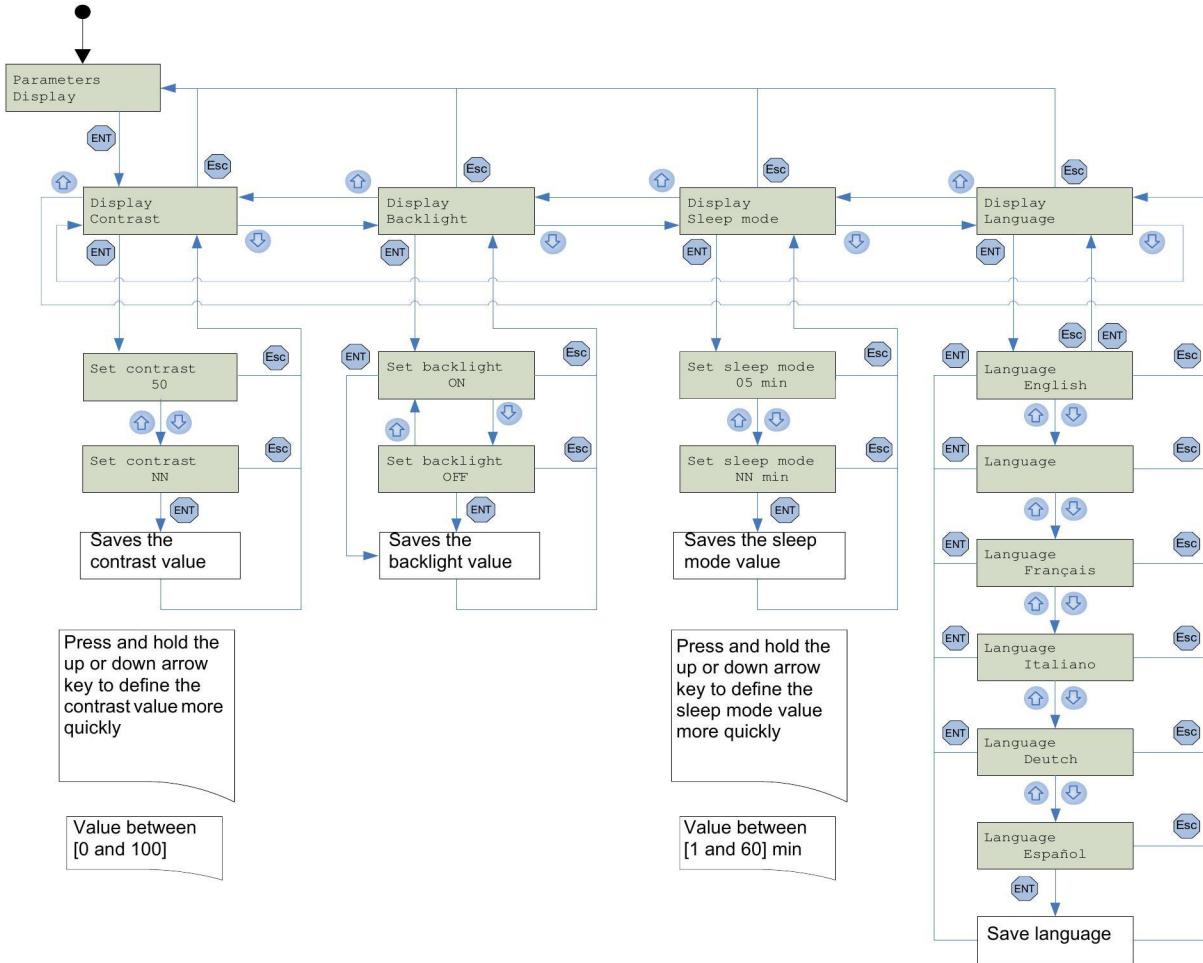 Parameters
Display
ENT
Esc
Esc
Esc
Esc
Display
Contrast
Display
Backlight
Display
Sleep mode
Display
Language
ENT
ENT
ENT
ENT
Esc
ENT
Set contrast
50
Esc
ENT
Set backlight
ON
Esc
Set sleep mode
05 min
Esc
ENT
Language
English
Esc
Set contrast
NN
Esc
Set backlight
OFF
Esc
Set sleep mode
NN min
Esc
ENT
Language
Esc
ENT
ENT
ENT
Saves the
contrast value
Saves the
backlight value
Saves the sleep
mode value
ENT
Language
Français
Esc
Press and hold the
up or down arrow
key to define the
contrast value more
quickly
Press and hold the
up or down arrow
key to define the
sleep mode value
more quickly
ENT
Language
Italiano
Esc
ENT
Language
Deutch
Esc
Value between
[0 and 100]
Value between
[1 and 60] min
Language
Español
Esc
ENT
Save language